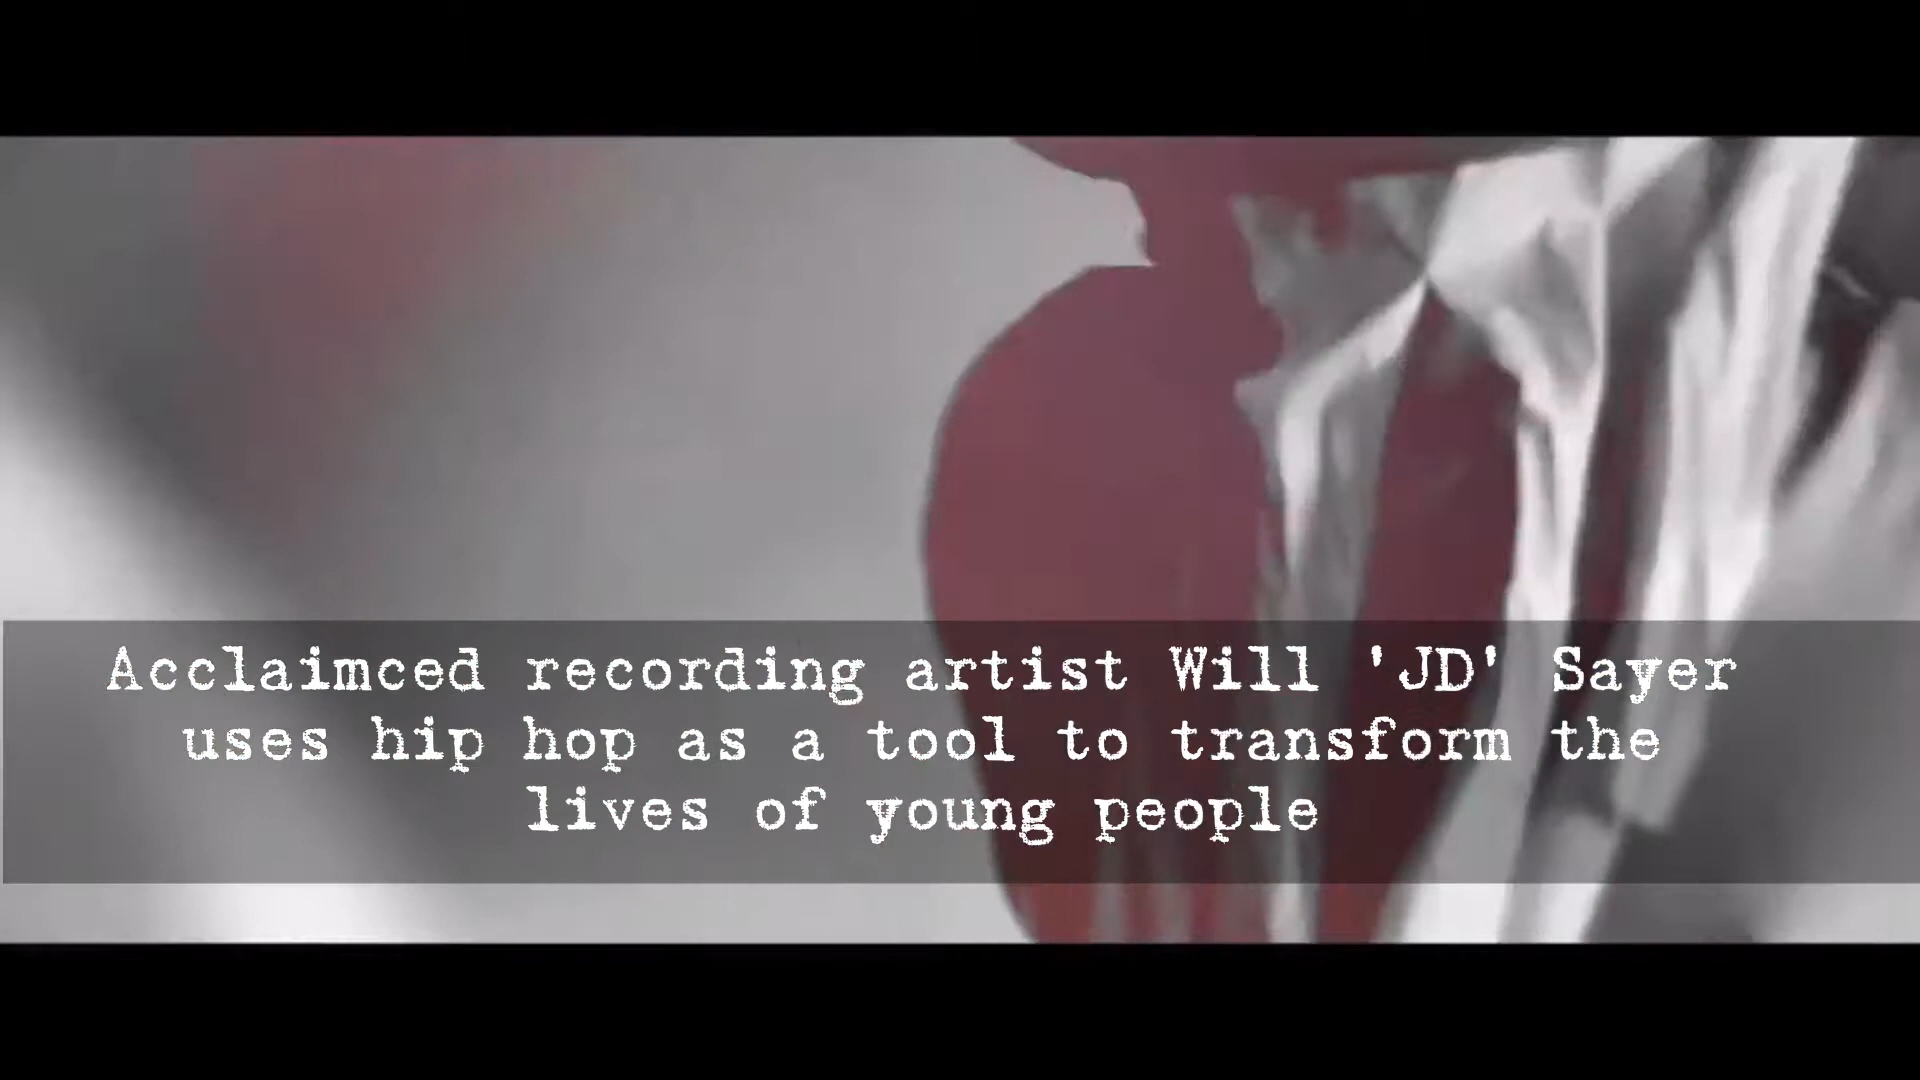 Acclaimced recording artist Will 'JD' Sayer
uses hip hop as a tool to transform the
lives of young people